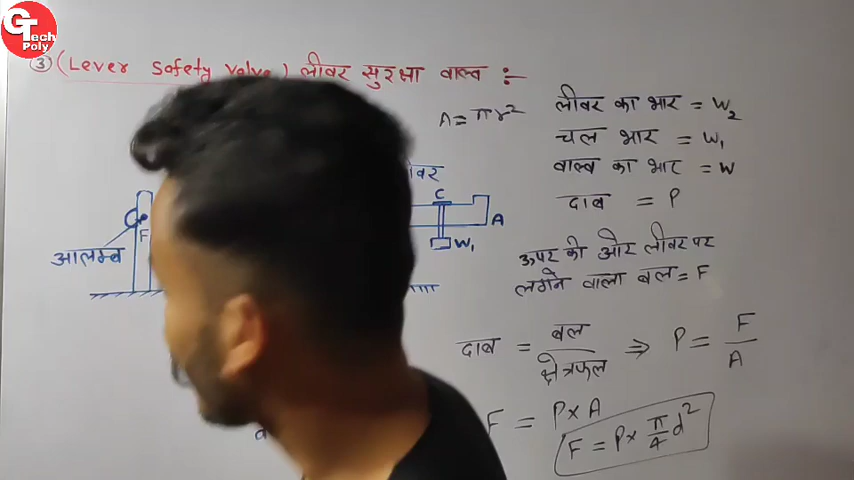 GTech Poly
③ (Lever Safety Valve) लीवर सुरक्षा वाल्व :-
A = πr²
लीवर का भार = W₂
चल भार = W₁
वाल्व का भार = W
दाब = P
ऊपर की ओर लीवर पर
लगने वाला बल = F
C
A
W₁
F
आलम्ब
दाब = बल / क्षेत्रफल ⇒ P = F / A
F = P × A
F = P × π/4 d²